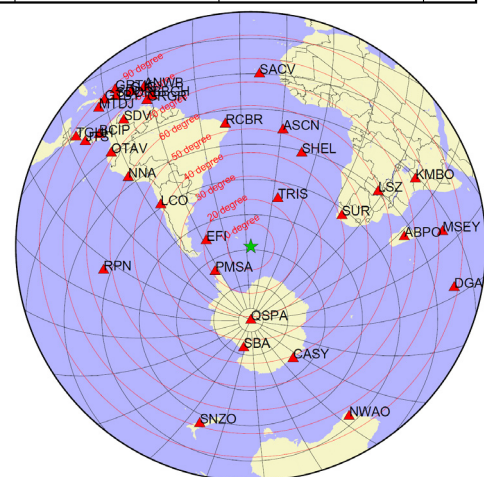 90 degree
ANWB
MTDJ
SDV
BCIP
OTAV
SACV
RCBR
ASCN
60 degree
50 degree
SHEL
NNA
40 degree
KMBO
LSZ
30 degree
TRIS
LCO
20 degree
SUR
EFI
MSEY
ABPO
RPN
PMSA
DGA
QSPA
SBA
CASY
SNZO
NWAO